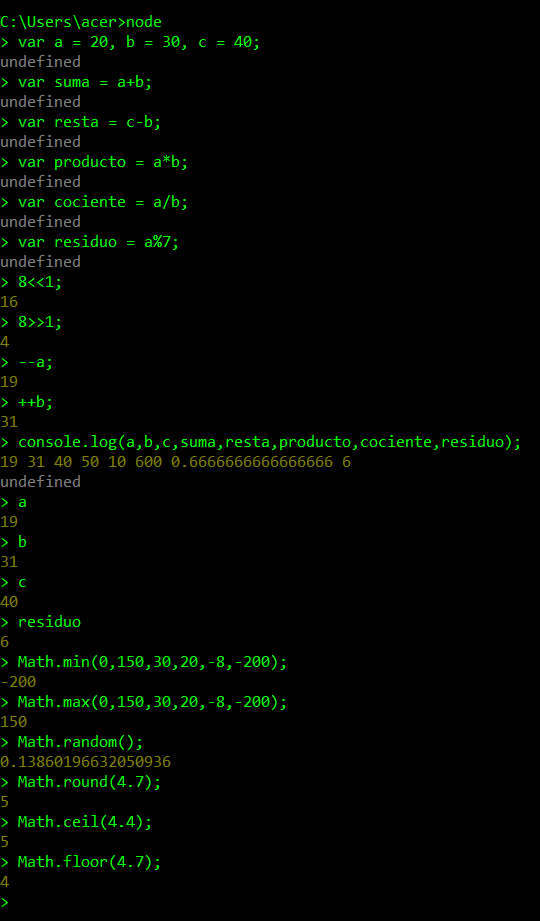 C:\Users\acer>node
> var a = 20, b = 30, c = 40;
undefined
> var suma = a+b;
undefined
> var resta = c-b;
undefined
> var producto = a*b;
undefined
> var cociente = a/b;
undefined
> var residuo = a%7;
undefined
> 8<<1;
16
> 8>>1;
4
> --a;
19
> ++b;
31
> console.log(a,b,c,suma,resta,producto,cociente,residuo);
19 31 40 50 10 600 0.6666666666666666 6
undefined
> a
19
> b
31
> c
40
> residuo
6
> Math.min(0,150,30,20,-8,-200);
-200
> Math.max(0,150,30,20,-8,-200);
150
> Math.random();
0.13860196632050936
> Math.round(4.7);
5
> Math.ceil(4.4);
5
> Math.floor(4.7);
4
>